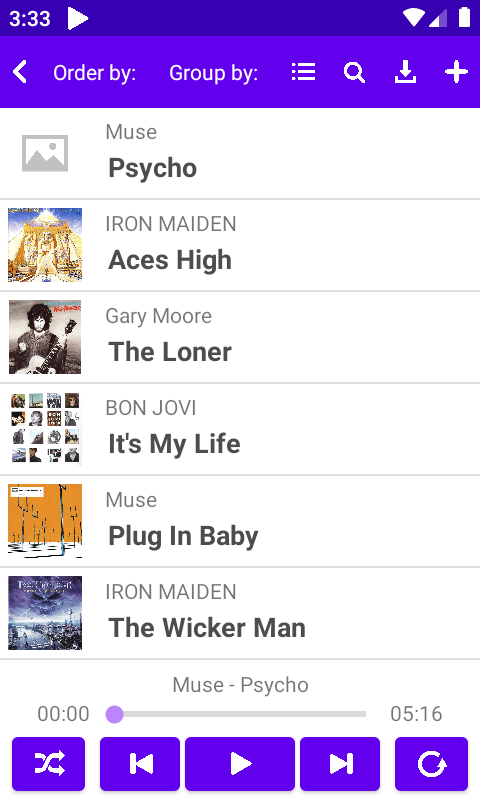 3:33
Order by: Group by:
Muse
Psycho
IRON MAIDEN
Aces High
Gary Moore
The Loner
BON JOVI
It's My Life
Muse
Plug In Baby
IRON MAIDEN
The Wicker Man
Muse - Psycho
00:00 05:16